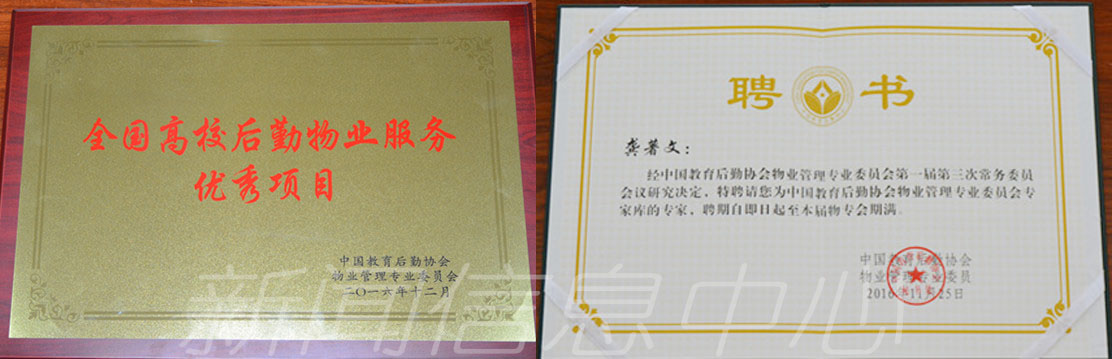 全国高校后勤物业服务
优秀项目
中国教育后勤协会
物业管理专业委员会
二〇一六年十二月
聘书
龚著文：
经中国教育后勤协会物业管理专业委员会第一届第三次常务委员
会议研究决定，特聘请您为中国教育后勤协会物业管理专业委员会专
家库的专家，聘期自即日起至本届物专会期满。
中国教育后勤协会
物业管理专业委员
2016年11月25日
新闻信息中心